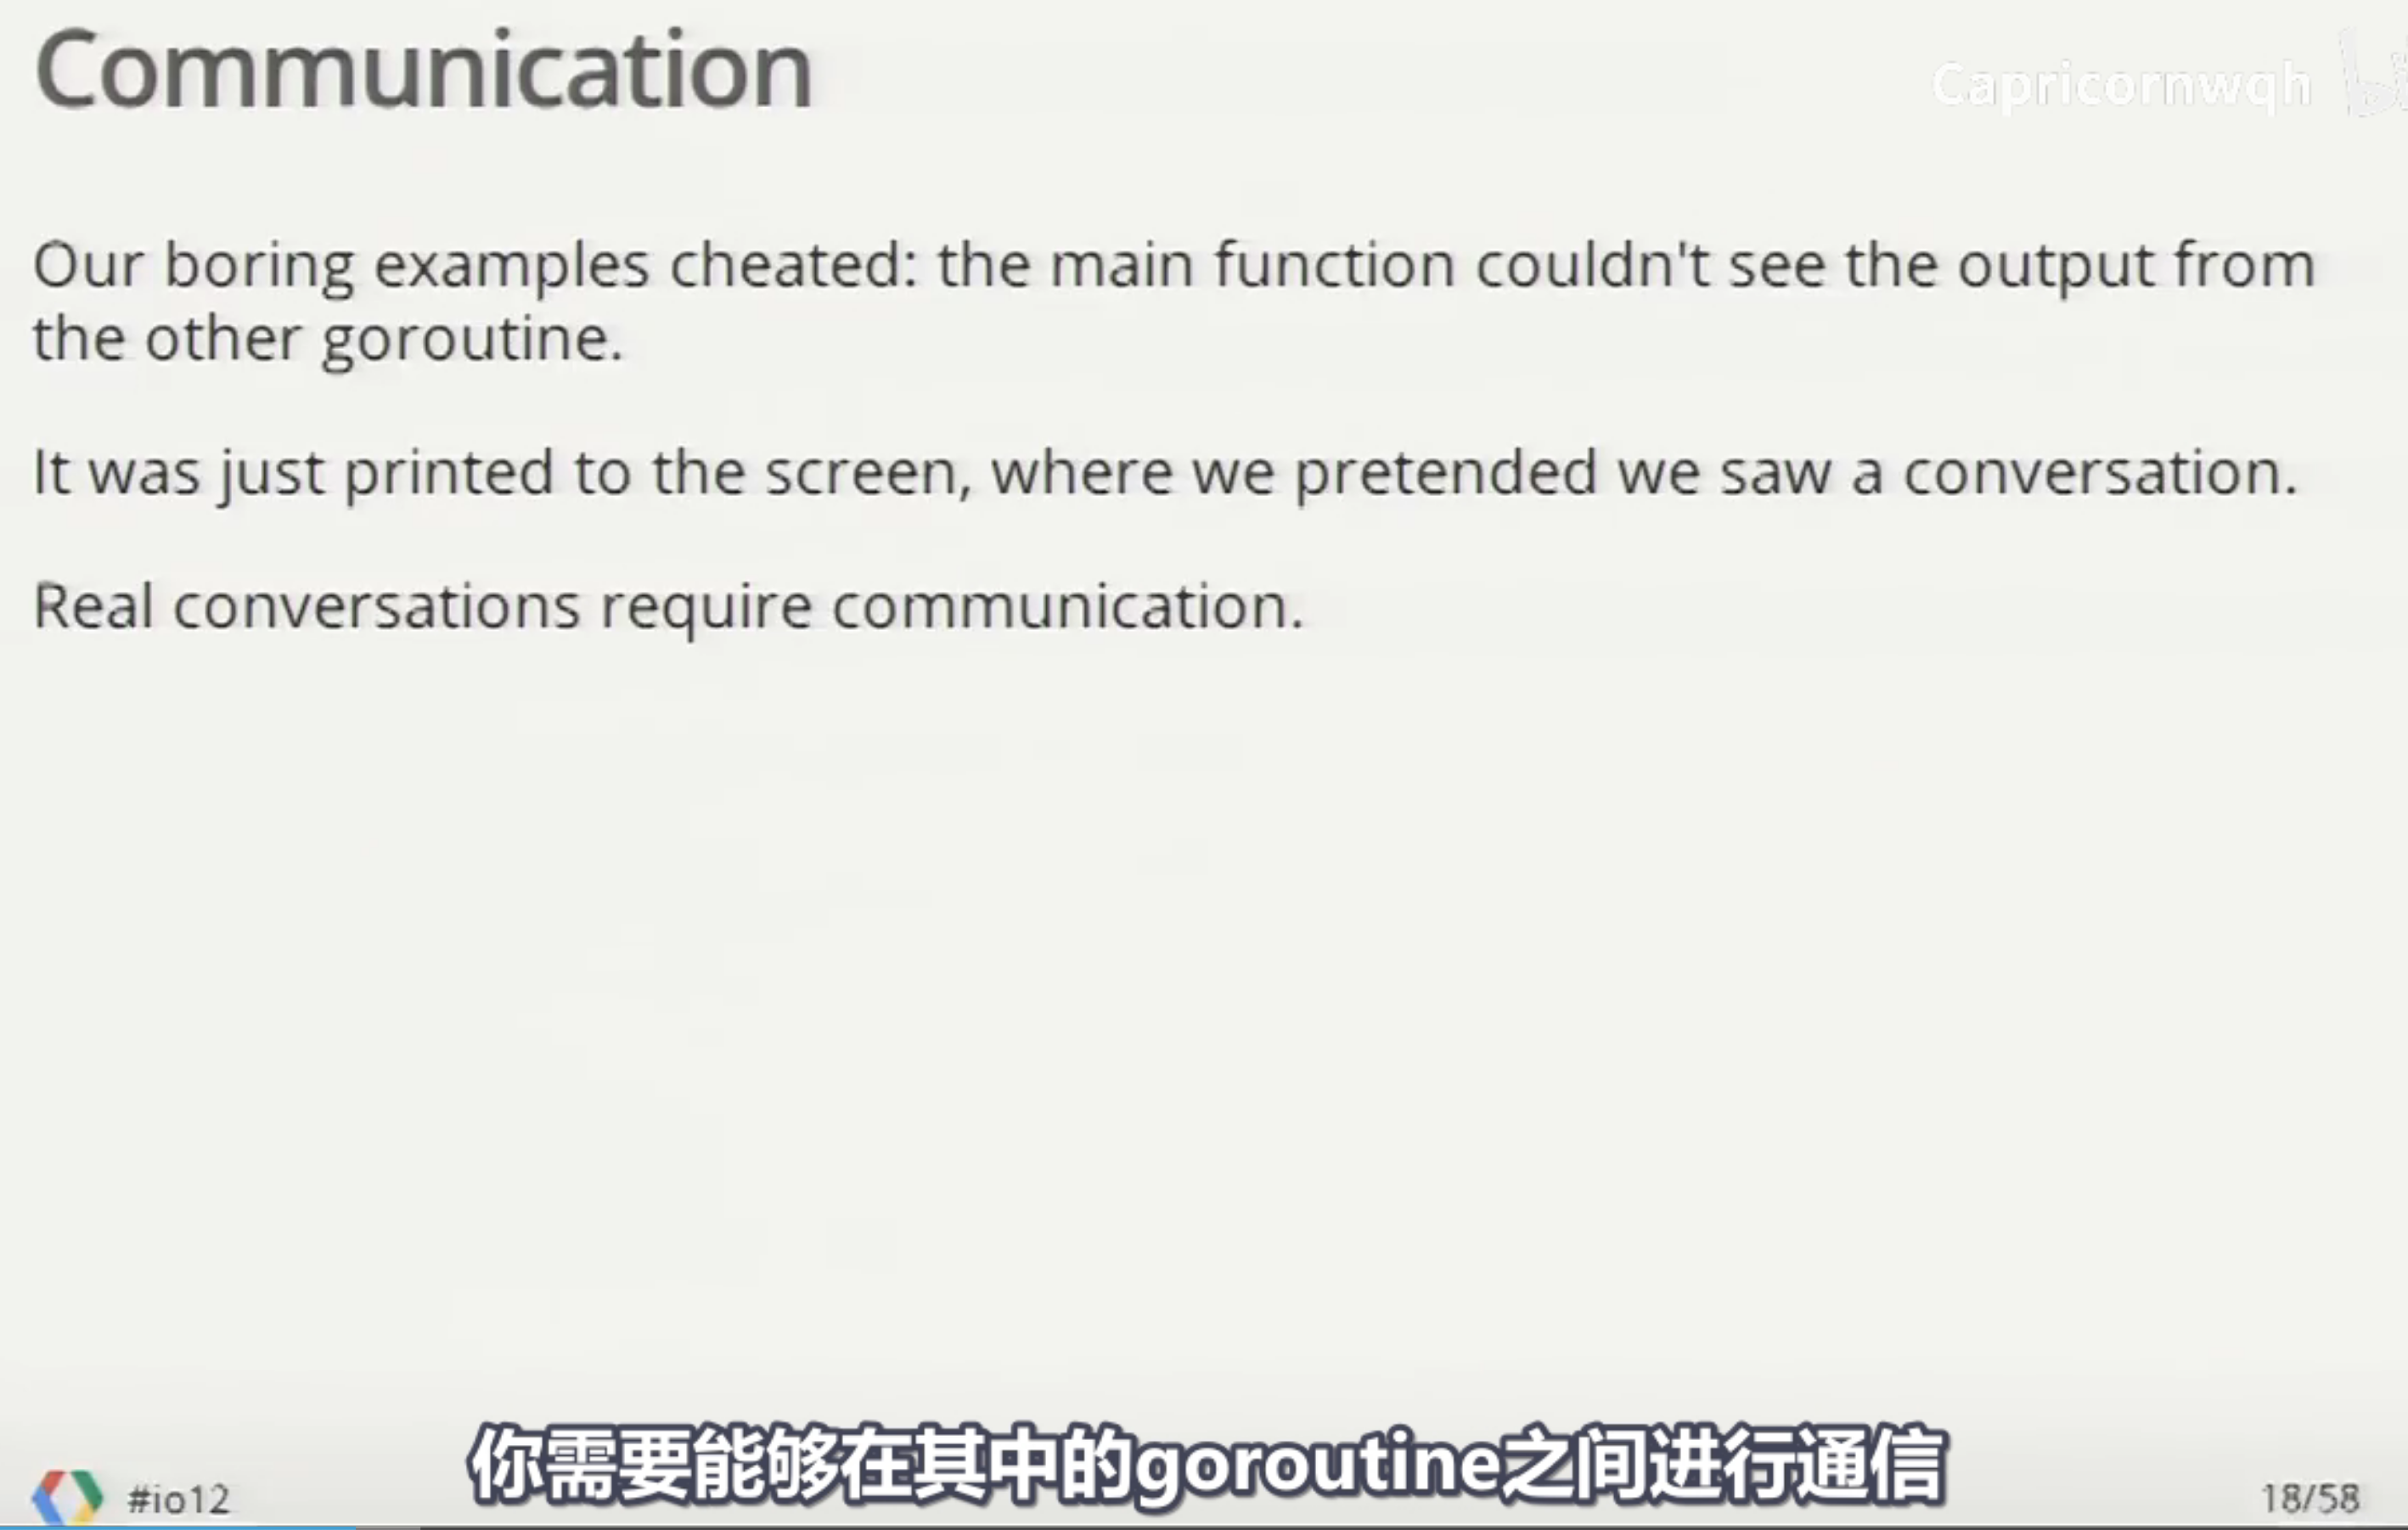 Communication
Capricornwqh
Our boring examples cheated: the main function couldn't see the output from
the other goroutine.
It was just printed to the screen, where we pretended we saw a conversation.
Real conversations require communication.
你需要能够在其中的goroutine之间进行通信
#io12
18/58